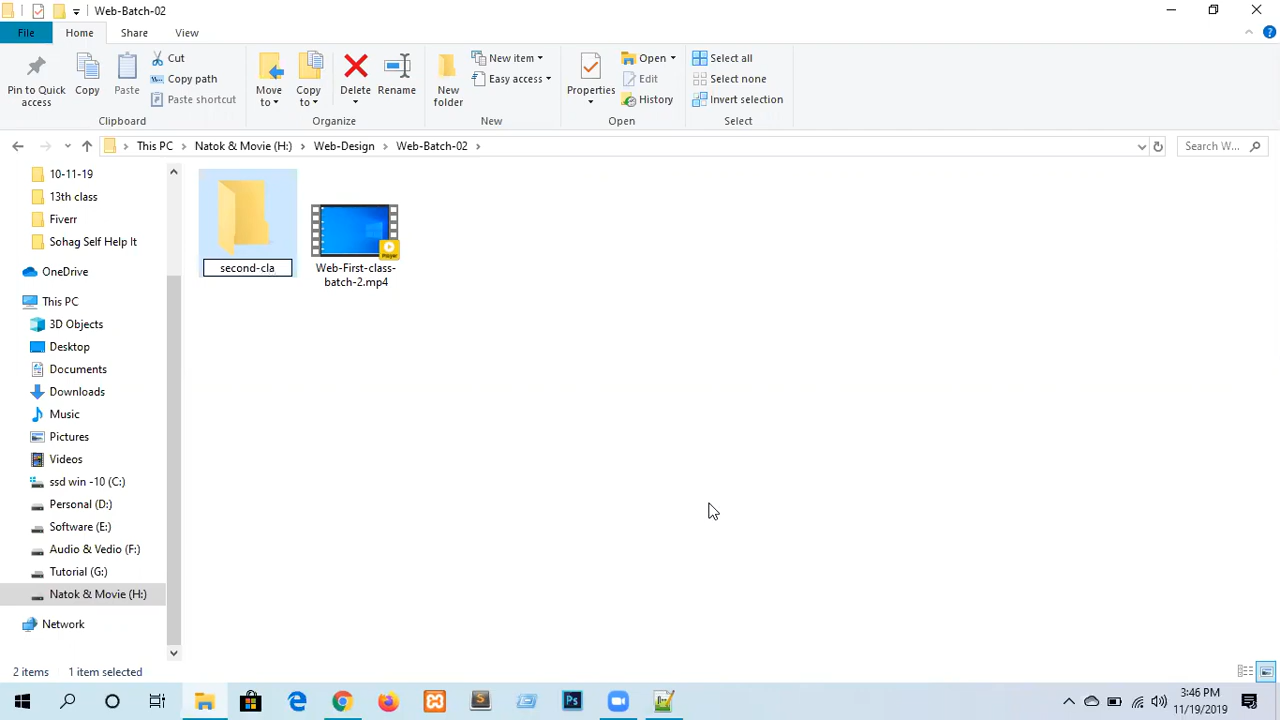 Web-Batch-02
File Home Share View
Pin to Quick access
Copy
Paste
Cut
Copy path
Paste shortcut
Clipboard
Move to
Copy to
Delete
Rename
Organize
New folder
New item
Easy access
New
Properties
Open
Edit
History
Open
Select all
Select none
Invert selection
Select
This PC Natok & Movie (H:) Web-Design Web-Batch-02
Search W...
10-11-19
13th class
Fiverr
Sohag Self Help It
OneDrive
This PC
3D Objects
Desktop
Documents
Downloads
Music
Pictures
Videos
ssd win -10 (C:)
Personal (D:)
Software (E:)
Audio & Vedio (F:)
Tutorial (G:)
Natok & Movie (H:)
Network
second-cla
Player
Web-First-class-
batch-2.mp4
2 items 1 item selected
Ps
3:46 PM
11/19/2019